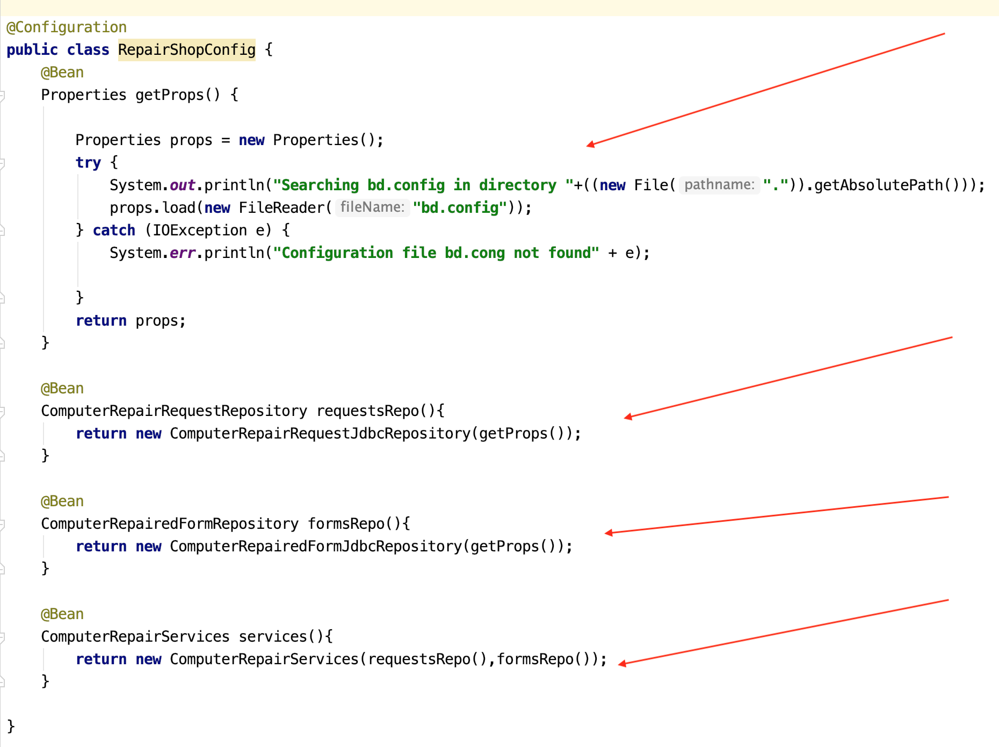 @Configuration
public class RepairShopConfig {
    @Bean
    Properties getProps() {
        Properties props = new Properties();
        try {
            System.out.println("Searching bd.config in directory "+((new File( pathname: ".")).getAbsolutePath()));
            props.load(new FileReader( fileName: "bd.config"));
        } catch (IOException e) {
            System.err.println("Configuration file bd.cong not found" + e);
        }
        return props;
    }
    @Bean
    ComputerRepairRequestRepository requestsRepo(){
        return new ComputerRepairRequestJdbcRepository(getProps());
    }
    @Bean
    ComputerRepairedFormRepository formsRepo(){
        return new ComputerRepairedFormJdbcRepository(getProps());
    }
    @Bean
    ComputerRepairServices services(){
        return new ComputerRepairServices(requestsRepo(),formsRepo());
    }
}